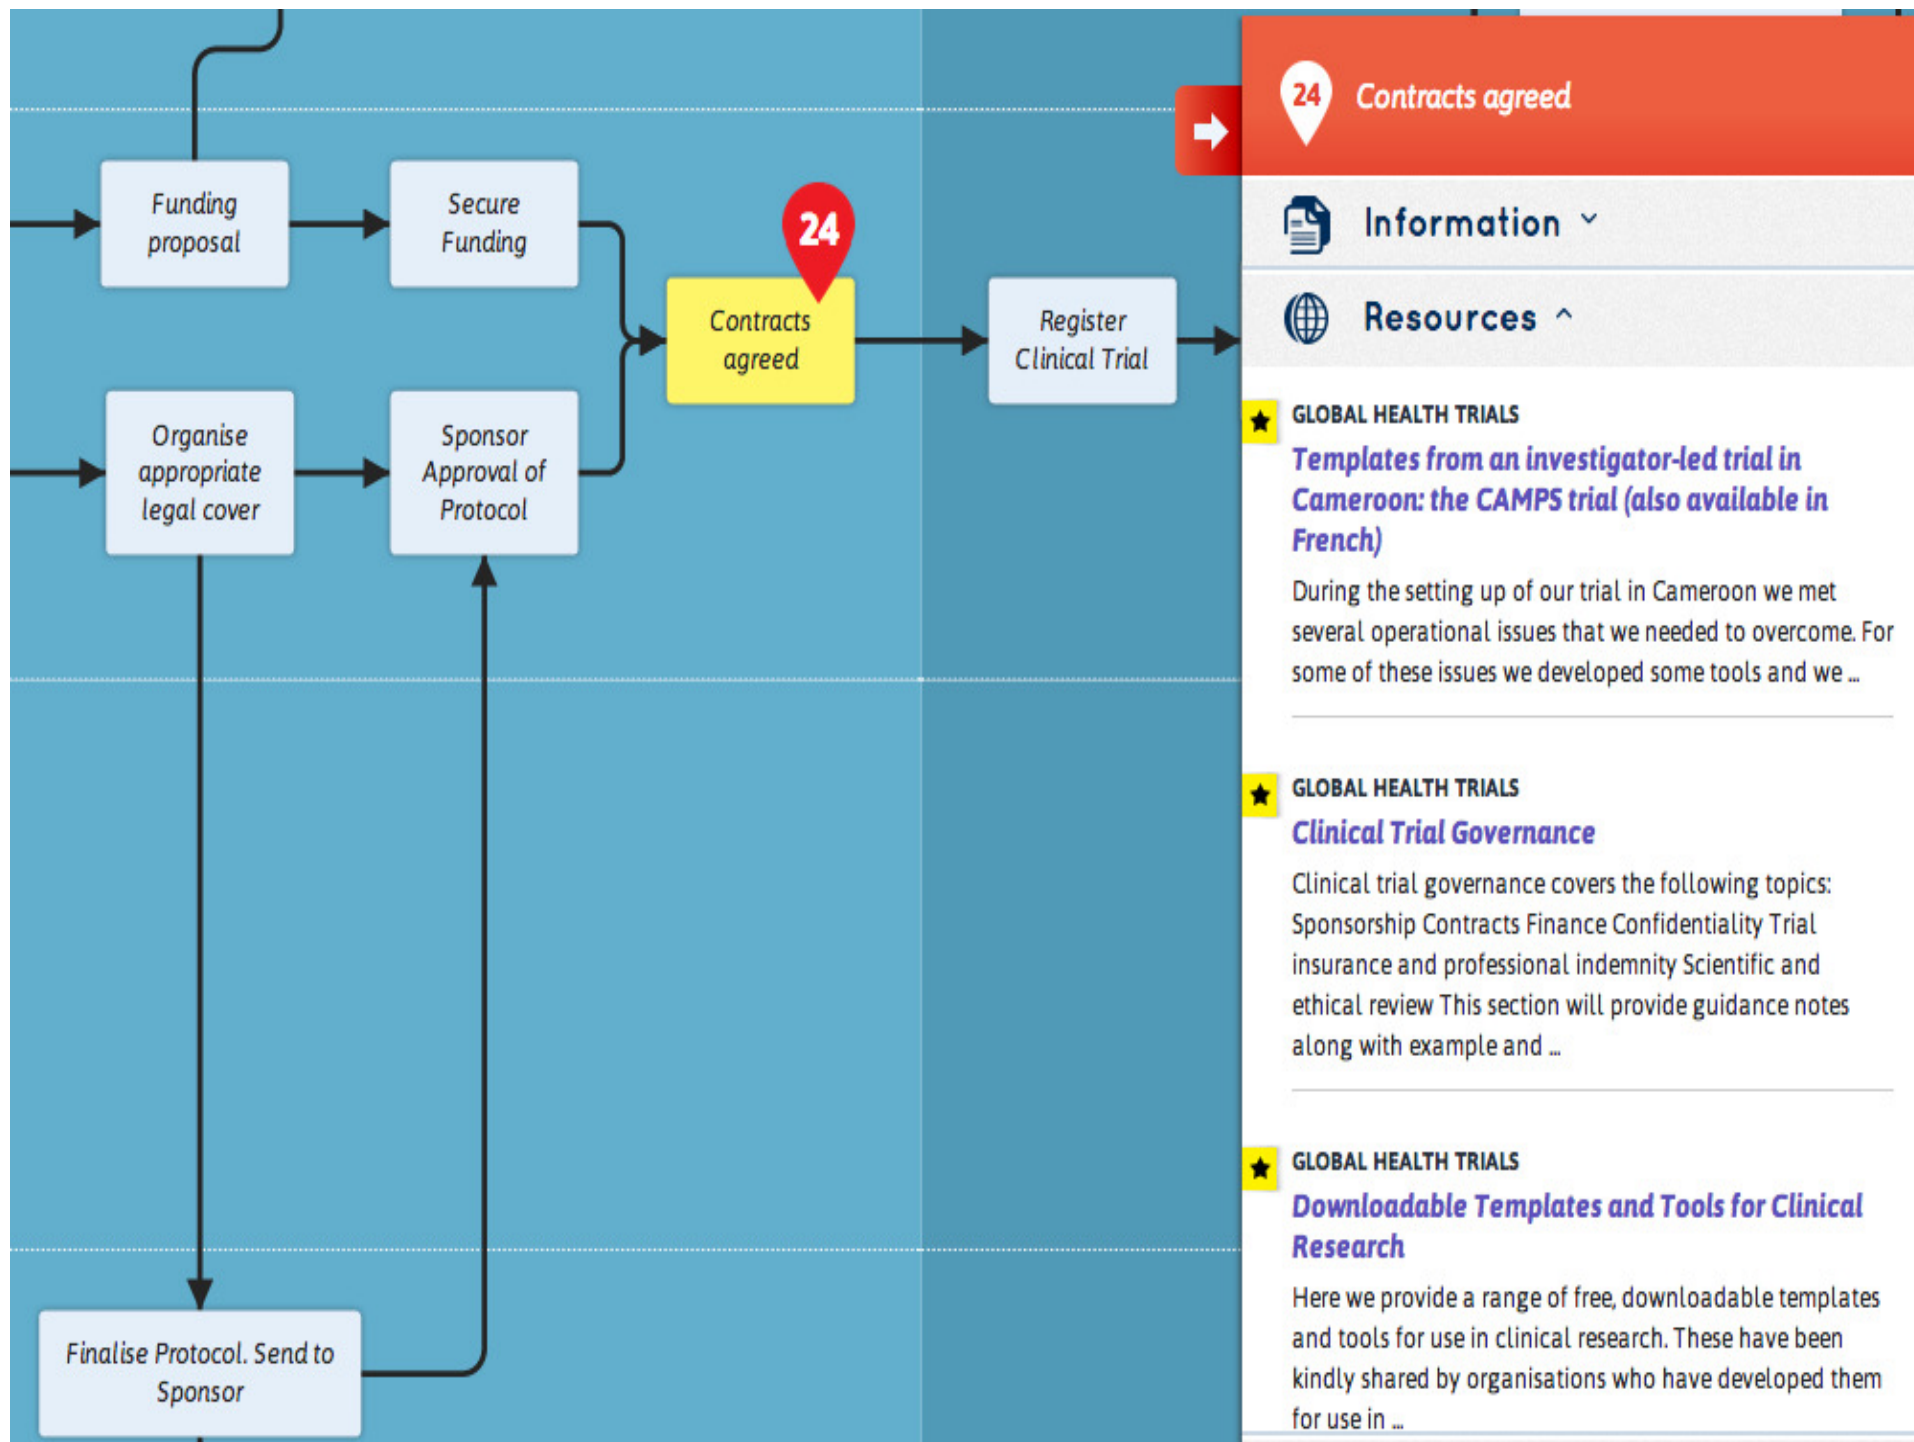 Funding
proposal
Secure
Funding
24
Contracts
agreed
Register
Clinical Trial
Organise
appropriate
legal cover
Sponsor
Approval of
Protocol
Finalise Protocol. Send to
Sponsor
24 Contracts agreed
Information
Resources
GLOBAL HEALTH TRIALS
Templates from an investigator-led trial in
Cameroon: the CAMPS trial (also available in
French)
During the setting up of our trial in Cameroon we met
several operational issues that we needed to overcome. For
some of these issues we developed some tools and we ...
GLOBAL HEALTH TRIALS
Clinical Trial Governance
Clinical trial governance covers the following topics:
Sponsorship Contracts Finance Confidentiality Trial
insurance and professional indemnity Scientific and
ethical review This section will provide guidance notes
along with example and ...
GLOBAL HEALTH TRIALS
Downloadable Templates and Tools for Clinical
Research
Here we provide a range of free, downloadable templates
and tools for use in clinical research. These have been
kindly shared by organisations who have developed them
for use in ...